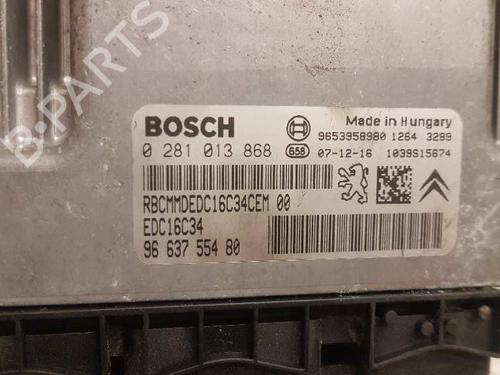 B-PARTS
BOSCH
Made in Hungary
9653958980 1264 3289
0 281 013 868 658 07-12-16 1039S15674
RBCMMDEDC16C34CEM 00
EDC16C34
96 637 554 80